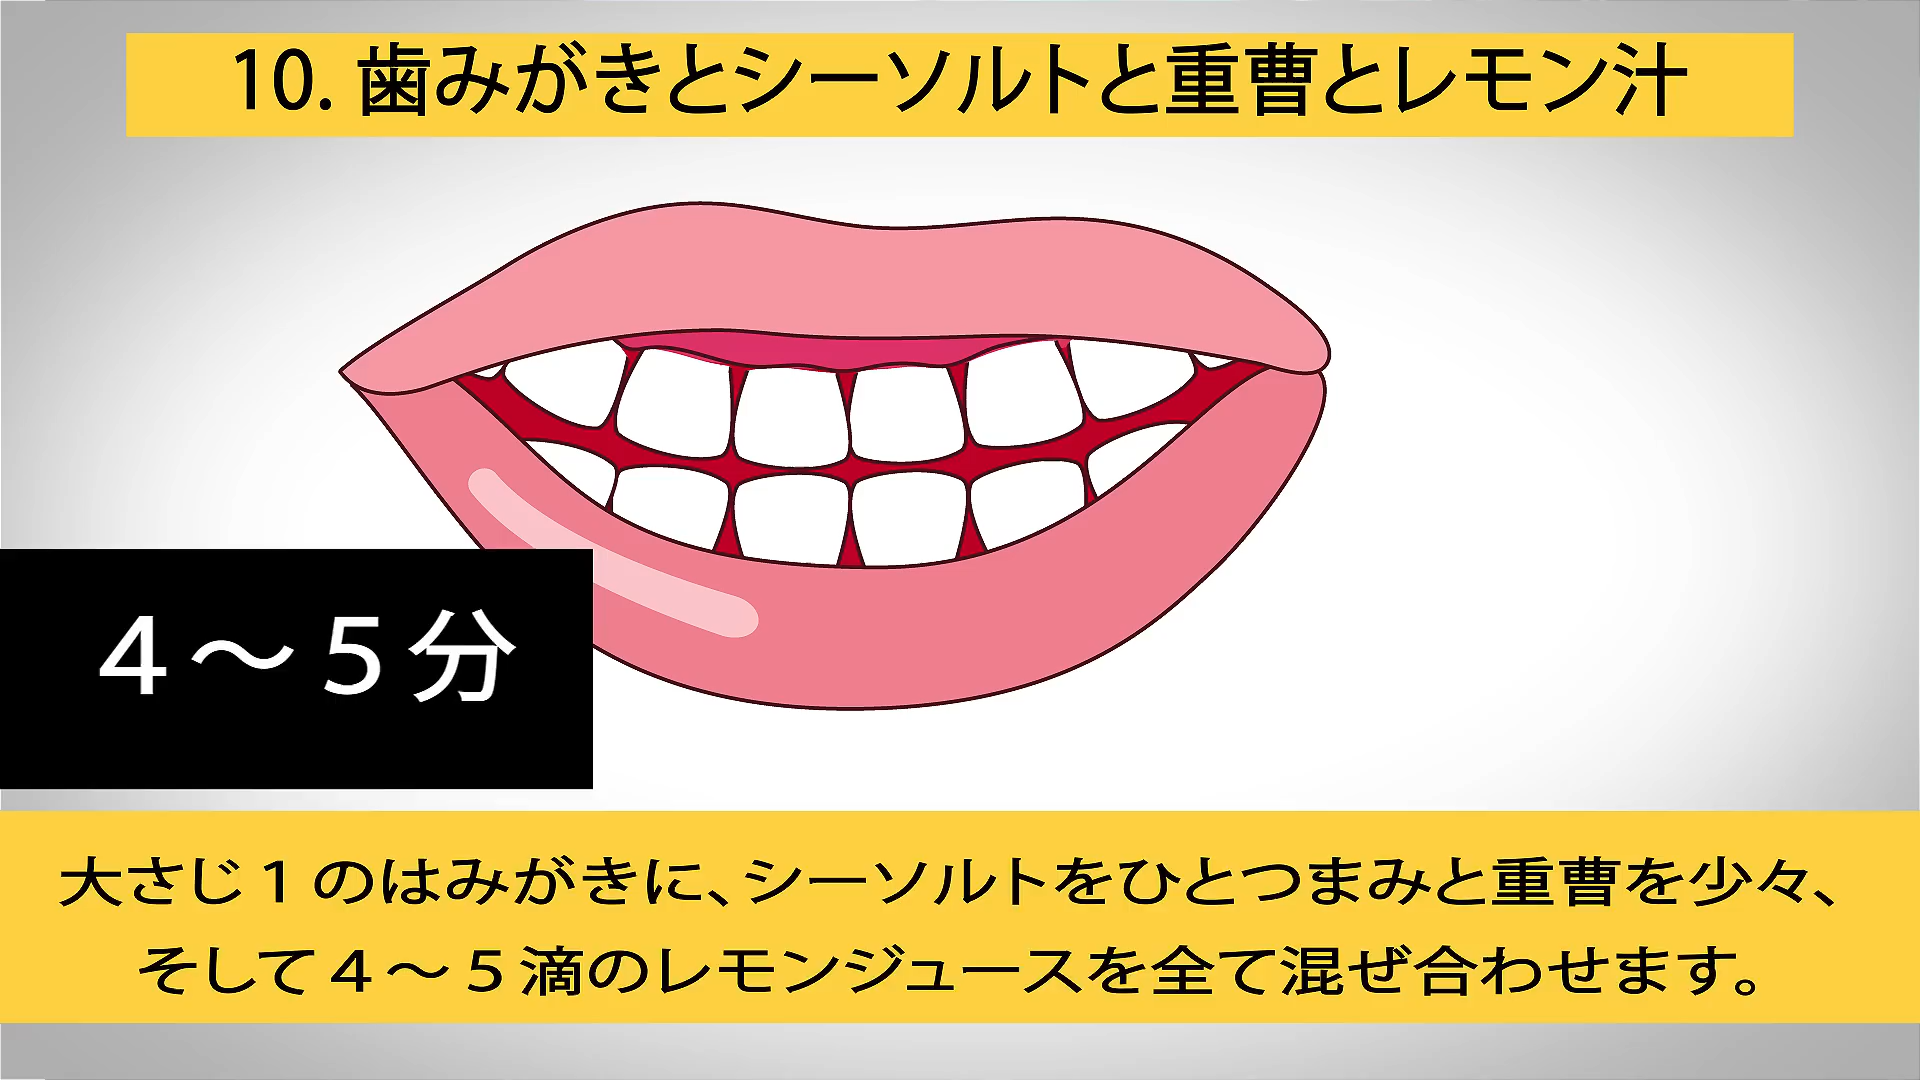 10. 歯みがきとシーソルトと重曹とレモン汁
４～５分
大さじ１のはみがきに、シーソルトをひとつまみと重曹を少々、
そして４～５滴のレモンジュースを全て混ぜ合わせます。